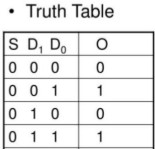 • Truth Table
S D₁ D₀ O
0 0 0 0
0 0 1 1
0 1 0 0
0 1 1 1